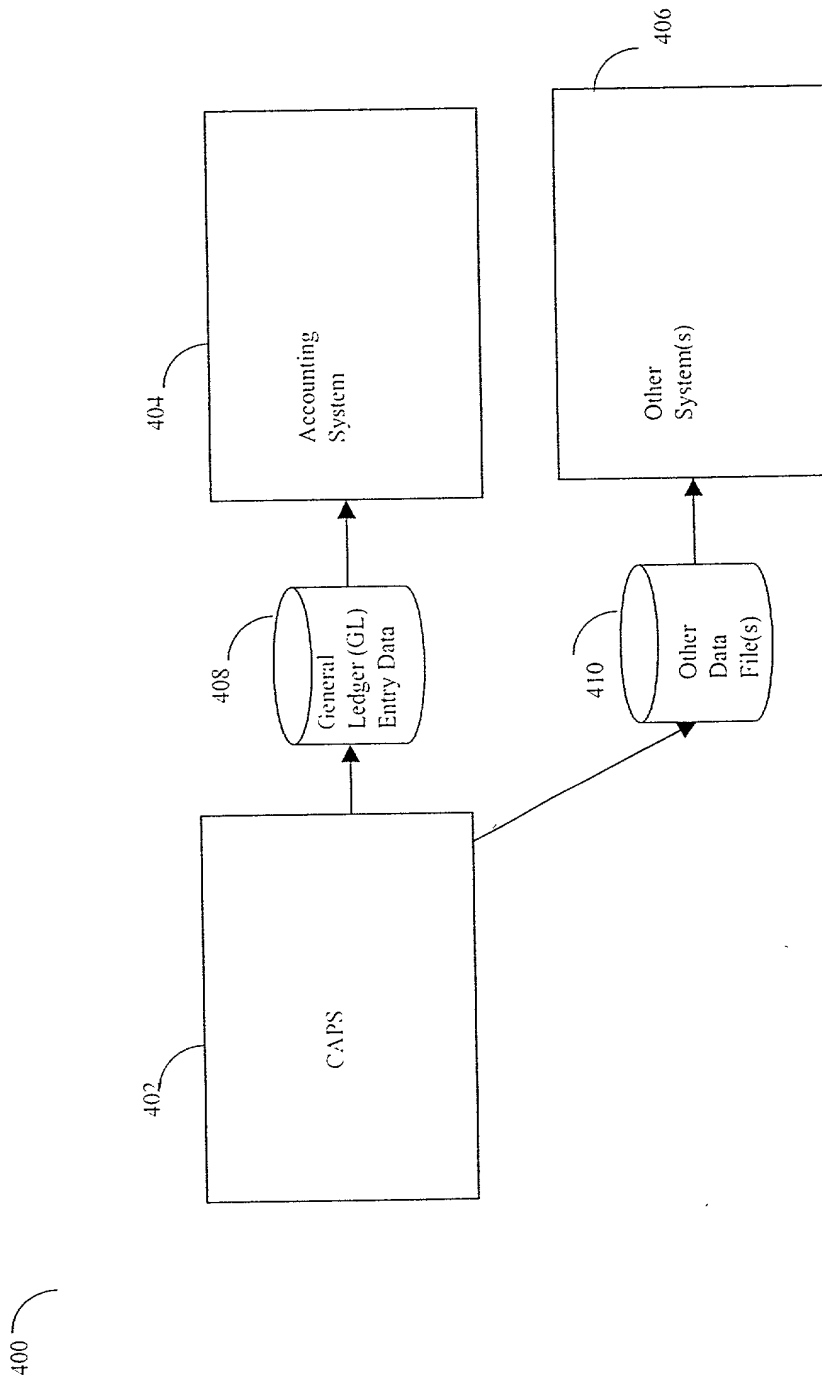 400
402
CAPS
408
General
Ledger (GL)
Entry Data
404
Accounting
System
410
Other
Data
File(s)
406
Other
System(s)